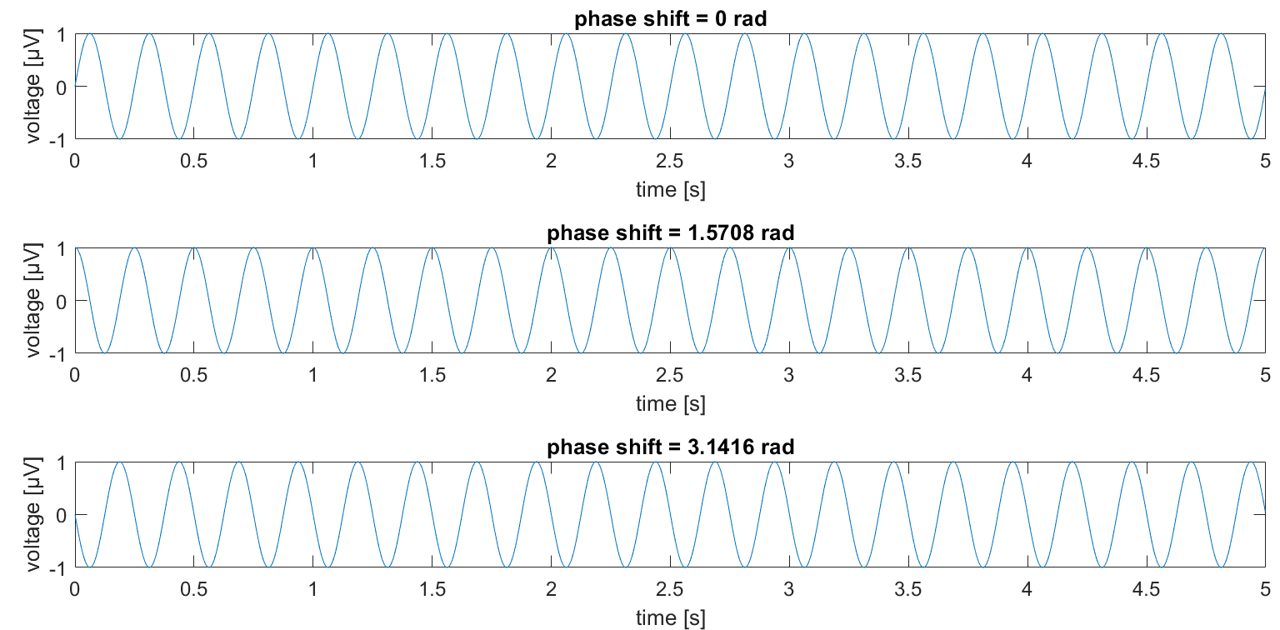 phase shift = 0 rad
voltage [µV]
1
0
-1
0 0.5 1 1.5 2 2.5 3 3.5 4 4.5 5
time [s]
phase shift = 1.5708 rad
voltage [µV]
1
0
-1
0 0.5 1 1.5 2 2.5 3 3.5 4 4.5 5
time [s]
phase shift = 3.1416 rad
voltage [µV]
1
0
-1
0 0.5 1 1.5 2 2.5 3 3.5 4 4.5 5
time [s]